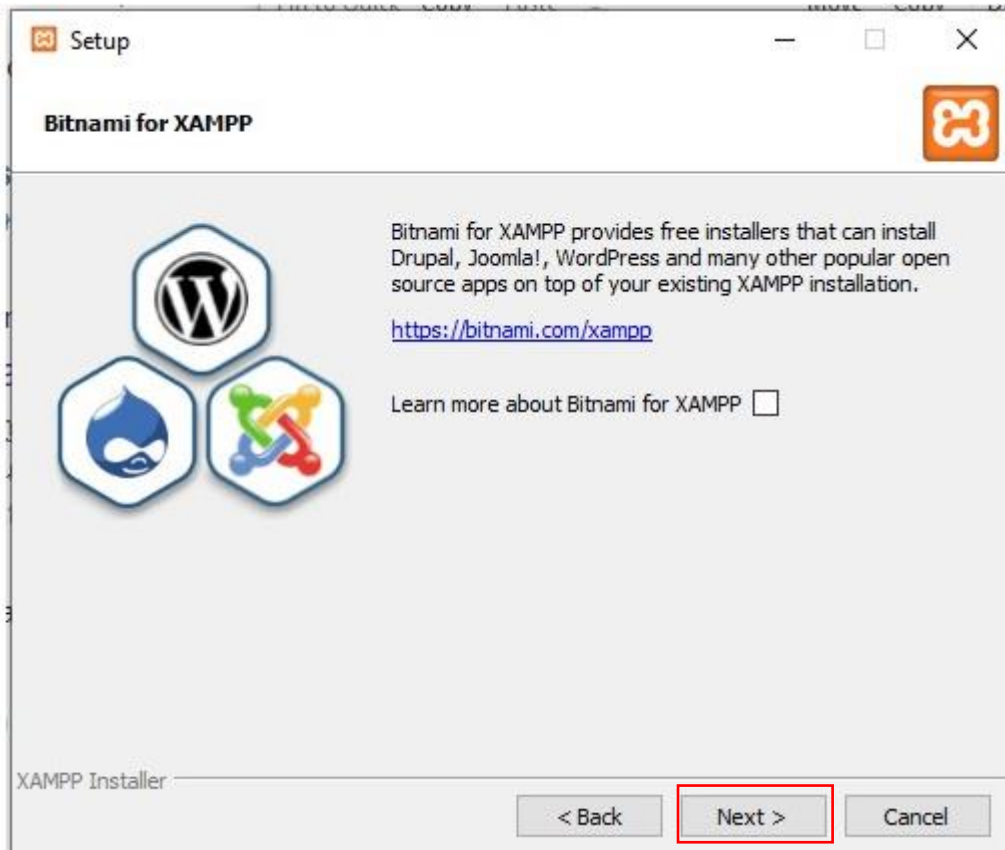 Setup
Bitnami for XAMPP
Bitnami for XAMPP provides free installers that can install
Drupal, Joomla!, WordPress and many other popular open
source apps on top of your existing XAMPP installation.
https://bitnami.com/xampp
Learn more about Bitnami for XAMPP
XAMPP Installer
< Back
Next >
Cancel